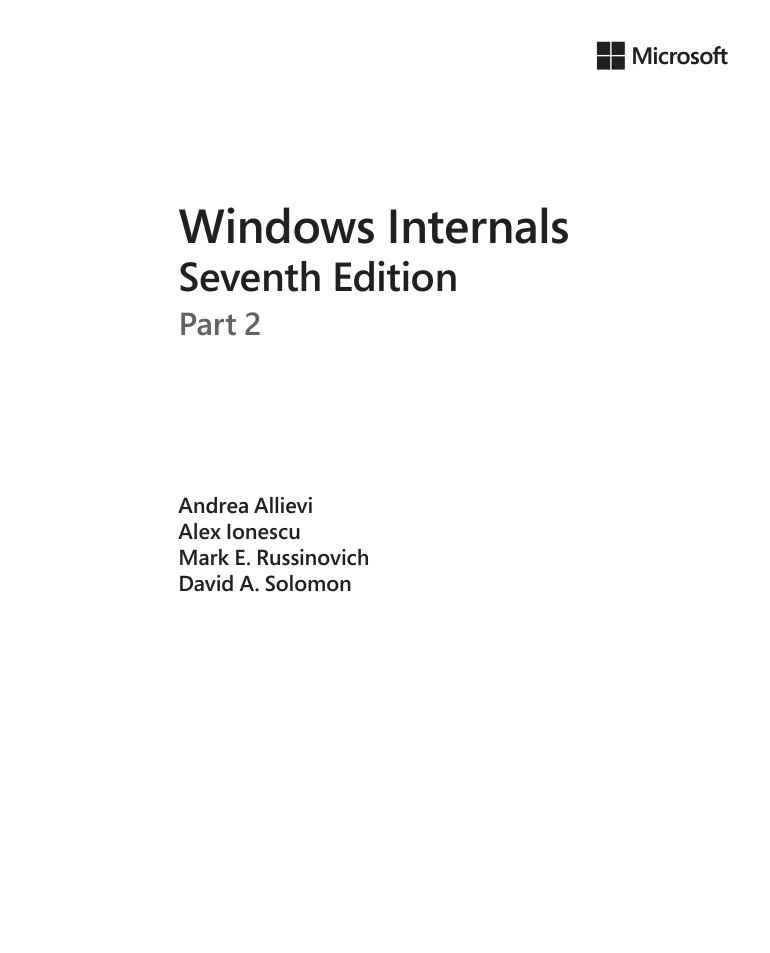 Microsoft
Windows Internals
Seventh Edition
Part 2
Andrea Allievi
Alex Ionescu
Mark E. Russinovich
David A. Solomon